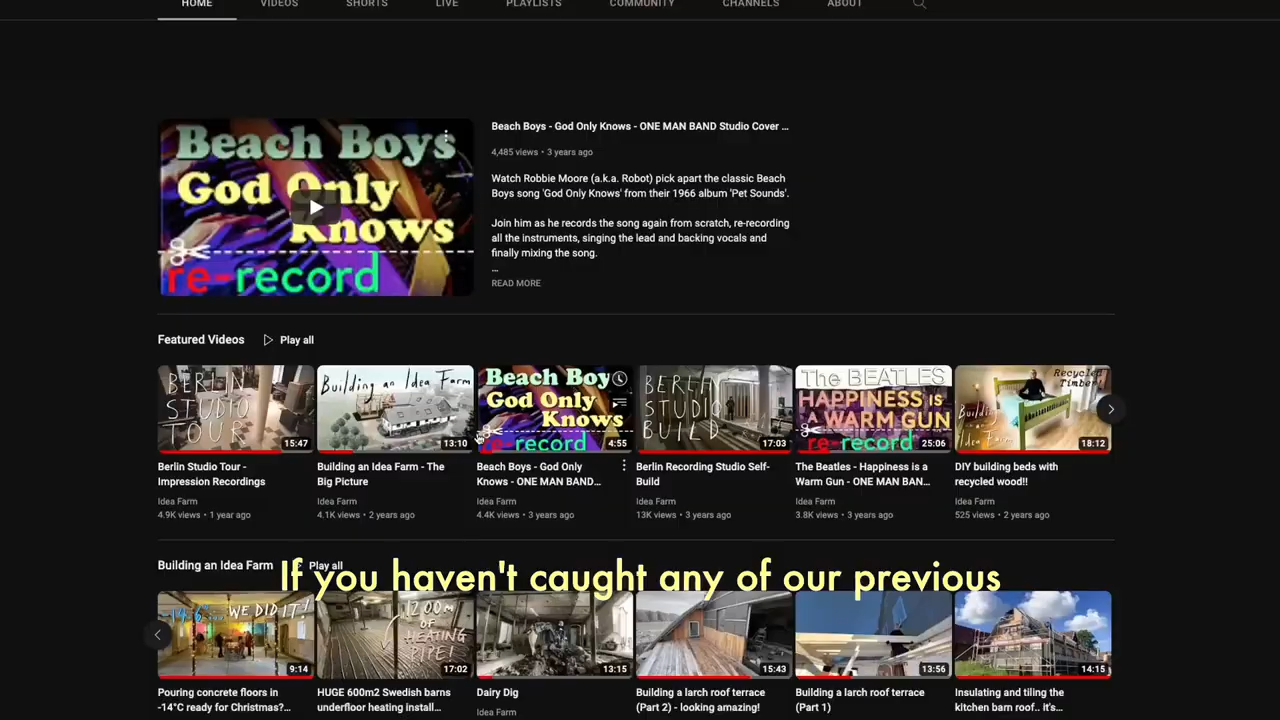 HOME VIDEOS SHORTS LIVE PLAYLISTS COMMUNITY CHANNELS ABOUT
Beach Boys
God Only
Knows
re-record
Beach Boys - God Only Knows - ONE MAN BAND Studio Cover ...
4,485 views • 3 years ago
Watch Robbie Moore (a.k.a. Robot) pick apart the classic Beach
Boys song 'God Only Knows' from their 1966 album 'Pet Sounds'.
Join him as he records the song again from scratch, re-recording
all the instruments, singing the lead and backing vocals and
finally mixing the song.
...
READ MORE
Featured Videos Play all
BERLIN
STUDIO
TOUR
15:47
Berlin Studio Tour -
Impression Recordings
Idea Farm
4.9K views • 1 year ago
Building an Idea Farm
13:10
Building an Idea Farm - The
Big Picture
Idea Farm
4.1K views • 2 years ago
Beach Boy
God Only
Knows
re-record
4:55
Beach Boys - God Only
Knows - ONE MAN BAND...
Idea Farm
4.4K views • 3 years ago
BERLIN
STUDIO
BUILD
17:03
Berlin Recording Studio Self-
Build
Idea Farm
13K views • 3 years ago
The BEATLES
HAPPINESS IS
A WARM GUN
re-record
25:06
The Beatles - Happiness is a
Warm Gun - ONE MAN BAN...
Idea Farm
3.8K views • 3 years ago
Recycled
Timber
Building an
Idea Farm
18:12
DIY building beds with
recycled wood!!
Idea Farm
525 views • 2 years ago
Building an Idea Farm Play all
If you haven't caught any of our previous
-14.6° WE DID IT!
9:14
Pouring concrete floors in
-14°C ready for Christmas?...
1200m
OF
HEATING
PIPE!
17:02
HUGE 600m2 Swedish barns
underfloor heating install...
13:15
Dairy Dig
Idea Farm
15:43
Building a larch roof terrace
(Part 2) - looking amazing!
13:56
Building a larch roof terrace
(Part 1)
14:15
Insulating and tiling the
kitchen barn roof.. it's...